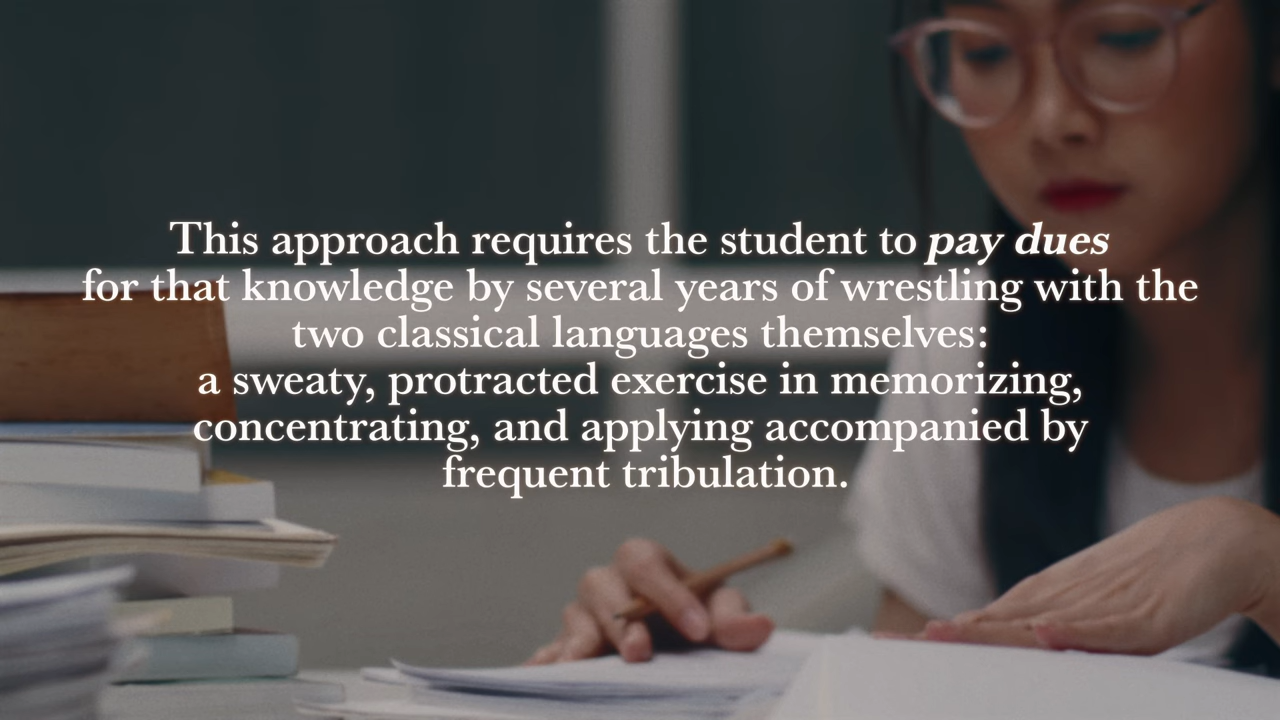 This approach requires the student to pay dues
for that knowledge by several years of wrestling with the
two classical languages themselves:
a sweaty, protracted exercise in memorizing,
concentrating, and applying accompanied by
frequent tribulation.